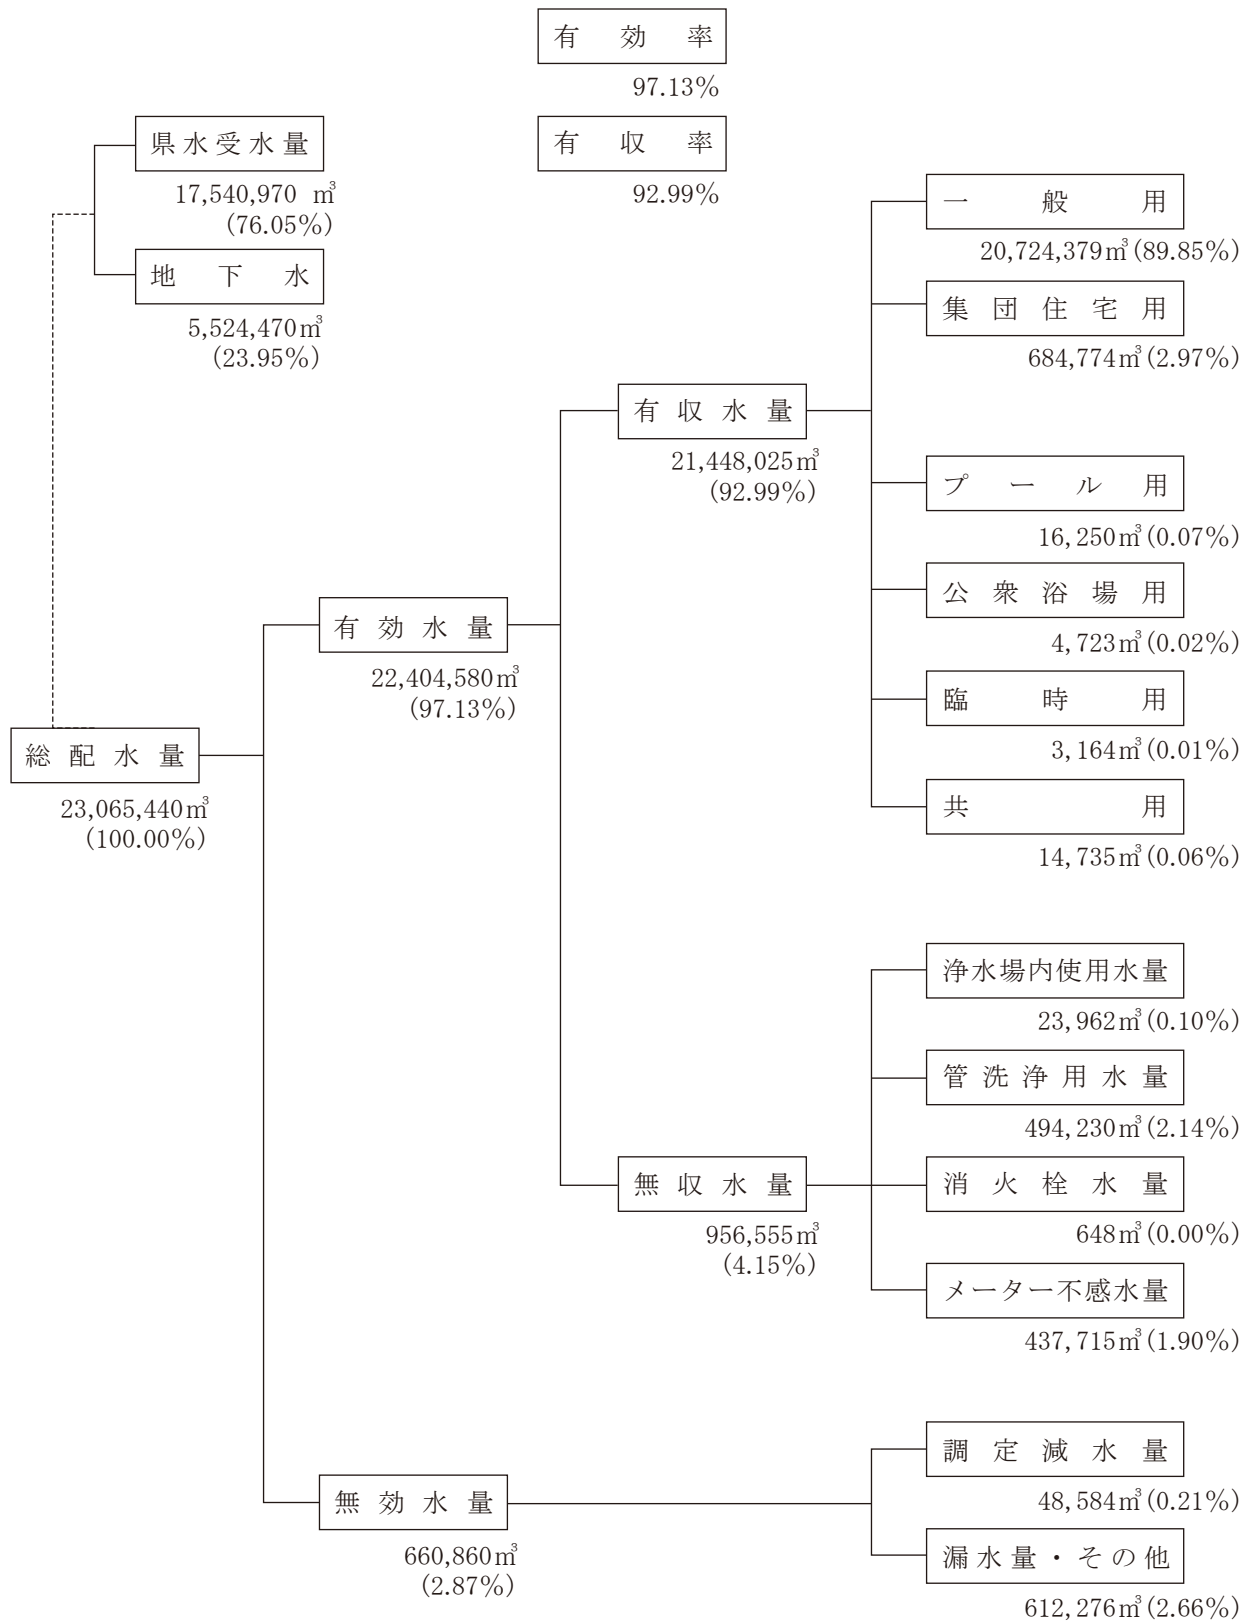 有効率
97.13%
有収率
92.99%
県水受水量
17,540,970 ㎥
(76.05%)
地下水
5,524,470㎥
(23.95%)
総配水量
23,065,440㎥
(100.00%)
有効水量
22,404,580㎥
(97.13%)
有収水量
21,448,025㎥
(92.99%)
一般用
20,724,379㎥(89.85%)
集団住宅用
684,774㎥(2.97%)
プール用
16,250㎥(0.07%)
公衆浴場用
4,723㎥(0.02%)
臨時用
3,164㎥(0.01%)
共用
14,735㎥(0.06%)
無収水量
956,555㎥
(4.15%)
浄水場内使用水量
23,962㎥(0.10%)
管洗浄用水量
494,230㎥(2.14%)
消火栓水量
648㎥(0.00%)
メーター不感水量
437,715㎥(1.90%)
無効水量
660,860㎥
(2.87%)
調定減水量
48,584㎥(0.21%)
漏水量・その他
612,276㎥(2.66%)